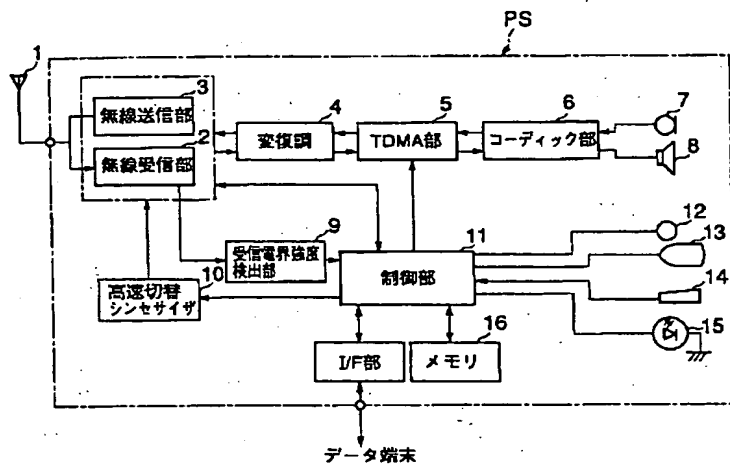 PS
1
3
無線送信部
2
無線受信部
4
変復調
5
TDMA部
6
コーディック部
7
8
9
受信電界強度
検出部
10
高速切替
シンセサイザ
11
制御部
12
13
14
15
I/F部
16
メモリ
データ端末